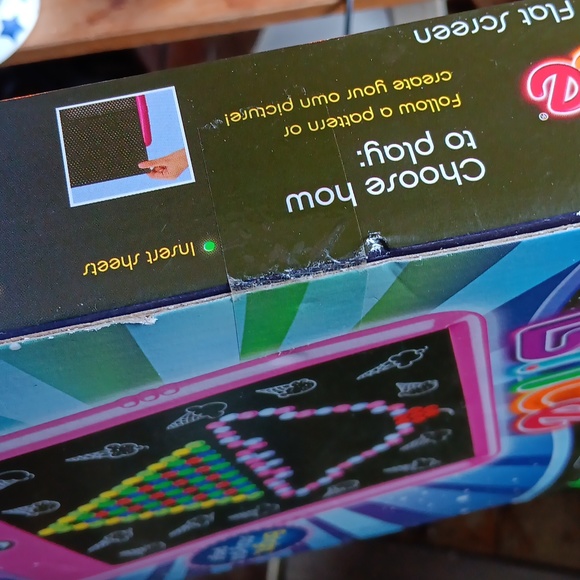 Flat Screen
Choose how
to play:
Follow a pattern or
create your own picture!
Insert sheets